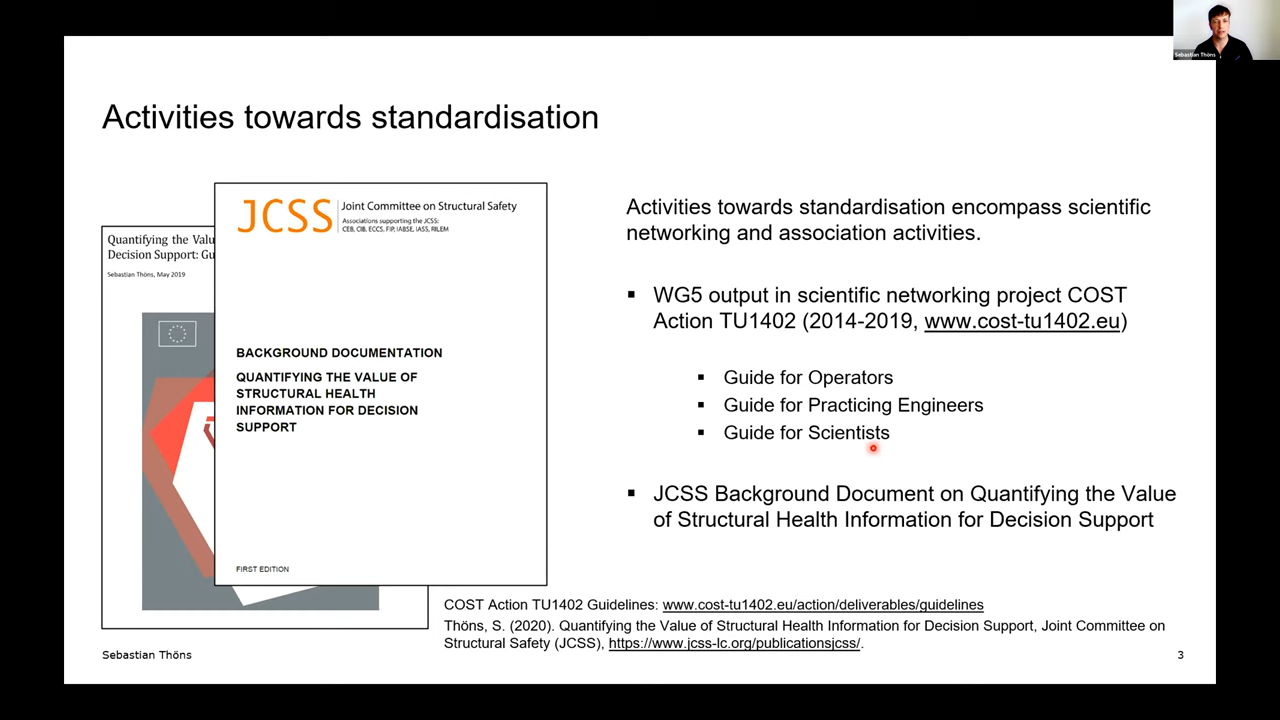 Sebastian Thöns
Activities towards standardisation
JCSS
Joint Committee on Structural Safety
Associations supporting the JCSS:
CEB, CIB, ECCS, FIP, IABSE, IASS, RILEM
Quantifying the Valu
Decision Support: Gu
Sebastian Thöns, May 2019
BACKGROUND DOCUMENTATION
QUANTIFYING THE VALUE OF
STRUCTURAL HEALTH
INFORMATION FOR DECISION
SUPPORT
FIRST EDITION
Activities towards standardisation encompass scientific
networking and association activities.
▪ WG5 output in scientific networking project COST
Action TU1402 (2014-2019, www.cost-tu1402.eu)
▪ Guide for Operators
▪ Guide for Practicing Engineers
▪ Guide for Scientists
▪ JCSS Background Document on Quantifying the Value
of Structural Health Information for Decision Support
COST Action TU1402 Guidelines: www.cost-tu1402.eu/action/deliverables/guidelines
Thöns, S. (2020). Quantifying the Value of Structural Health Information for Decision Support, Joint Committee on
Structural Safety (JCSS), https://www.jcss-lc.org/publicationsjcss/.
Sebastian Thöns
3